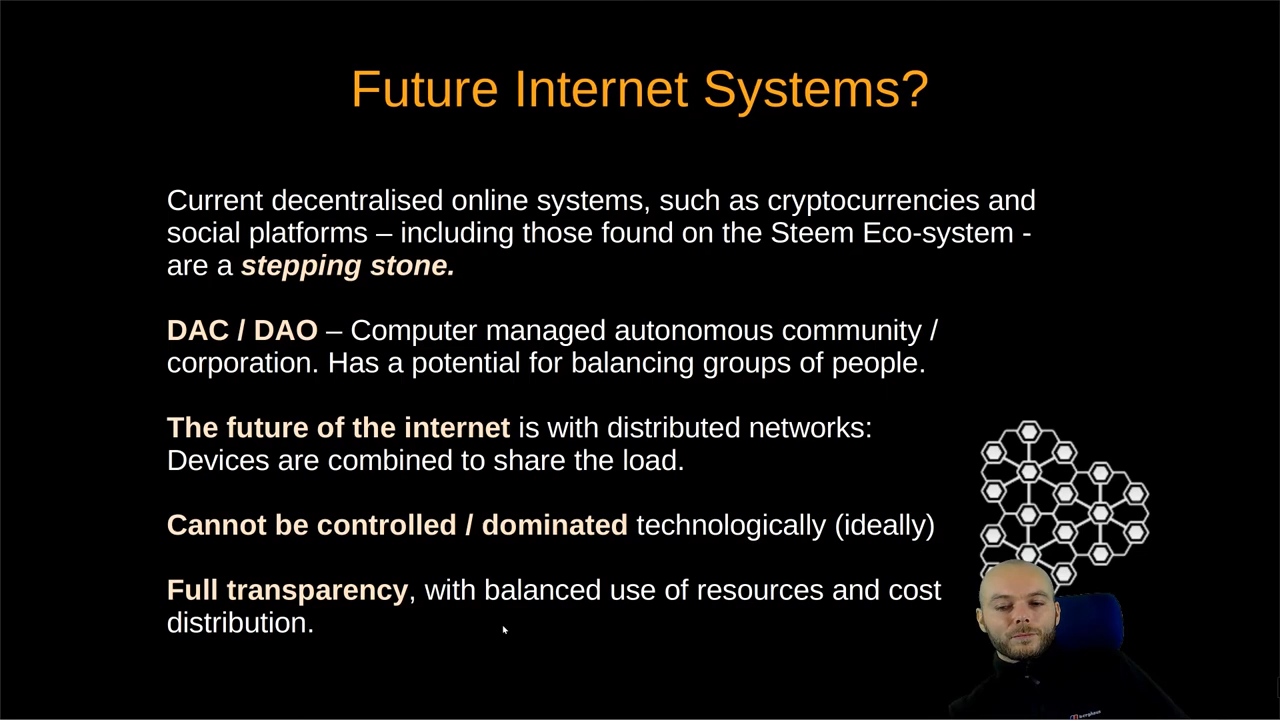 Future Internet Systems?
Current decentralised online systems, such as cryptocurrencies and
social platforms – including those found on the Steem Eco-system -
are a stepping stone.
DAC / DAO – Computer managed autonomous community /
corporation. Has a potential for balancing groups of people.
The future of the internet is with distributed networks:
Devices are combined to share the load.
Cannot be controlled / dominated technologically (ideally)
Full transparency, with balanced use of resources and cost
distribution.